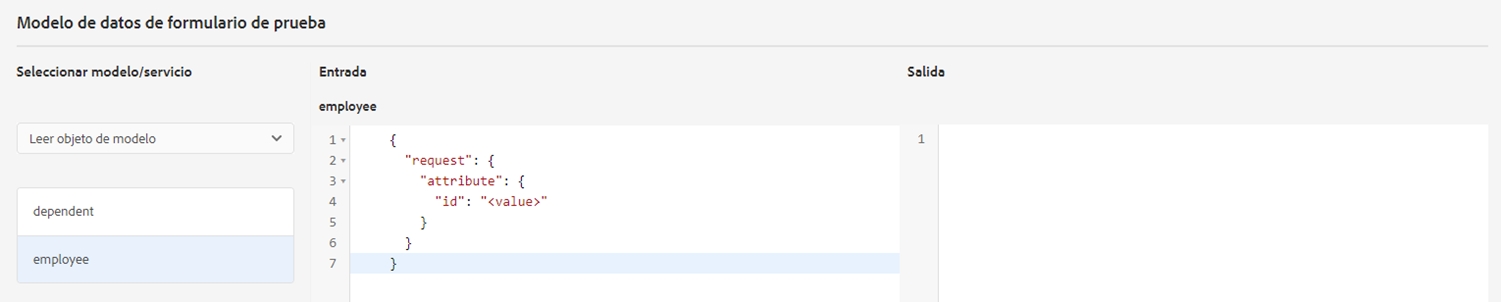 Modelo de datos de formulario de prueba
Seleccionar modelo/servicio
Leer objeto de modelo
dependent
employee
Entrada
employee
1 {
2 "request": {
3 "attribute": {
4 "id": "<value>"
5 }
6 }
7 }
Salida
1